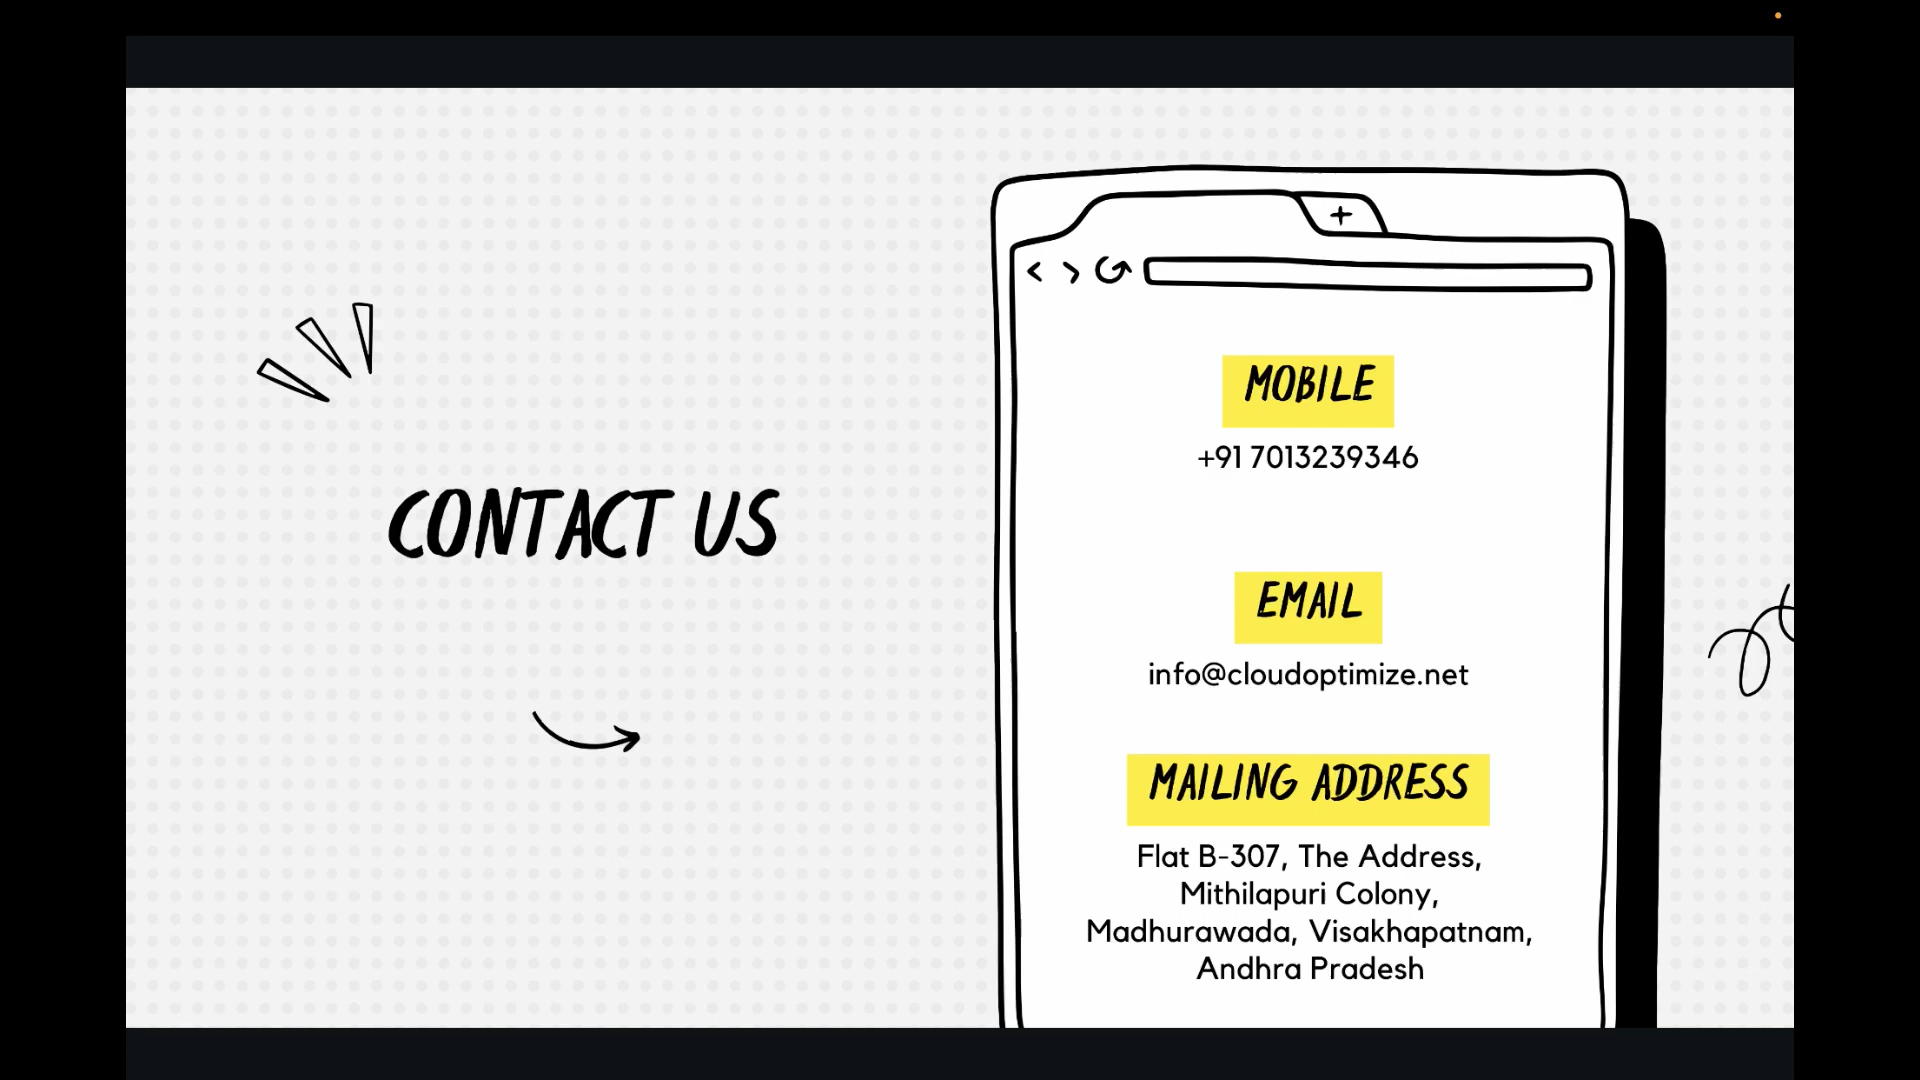 CONTACT US
MOBILE
+91 7013239346
EMAIL
info@cloudoptimize.net
MAILING ADDRESS
Flat B-307, The Address,
Mithilapuri Colony,
Madhurawada, Visakhapatnam,
Andhra Pradesh